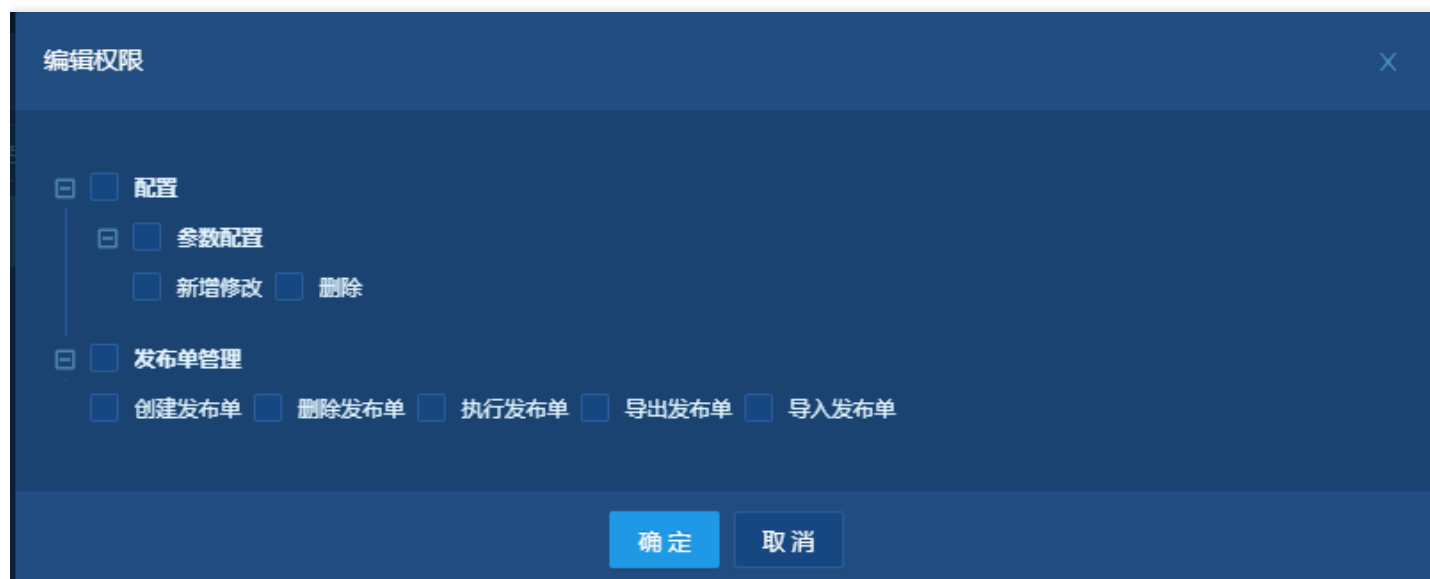 编辑权限
配置
参数配置
新增修改 删除
发布单管理
创建发布单 删除发布单 执行发布单 导出发布单 导入发布单
确定 取消